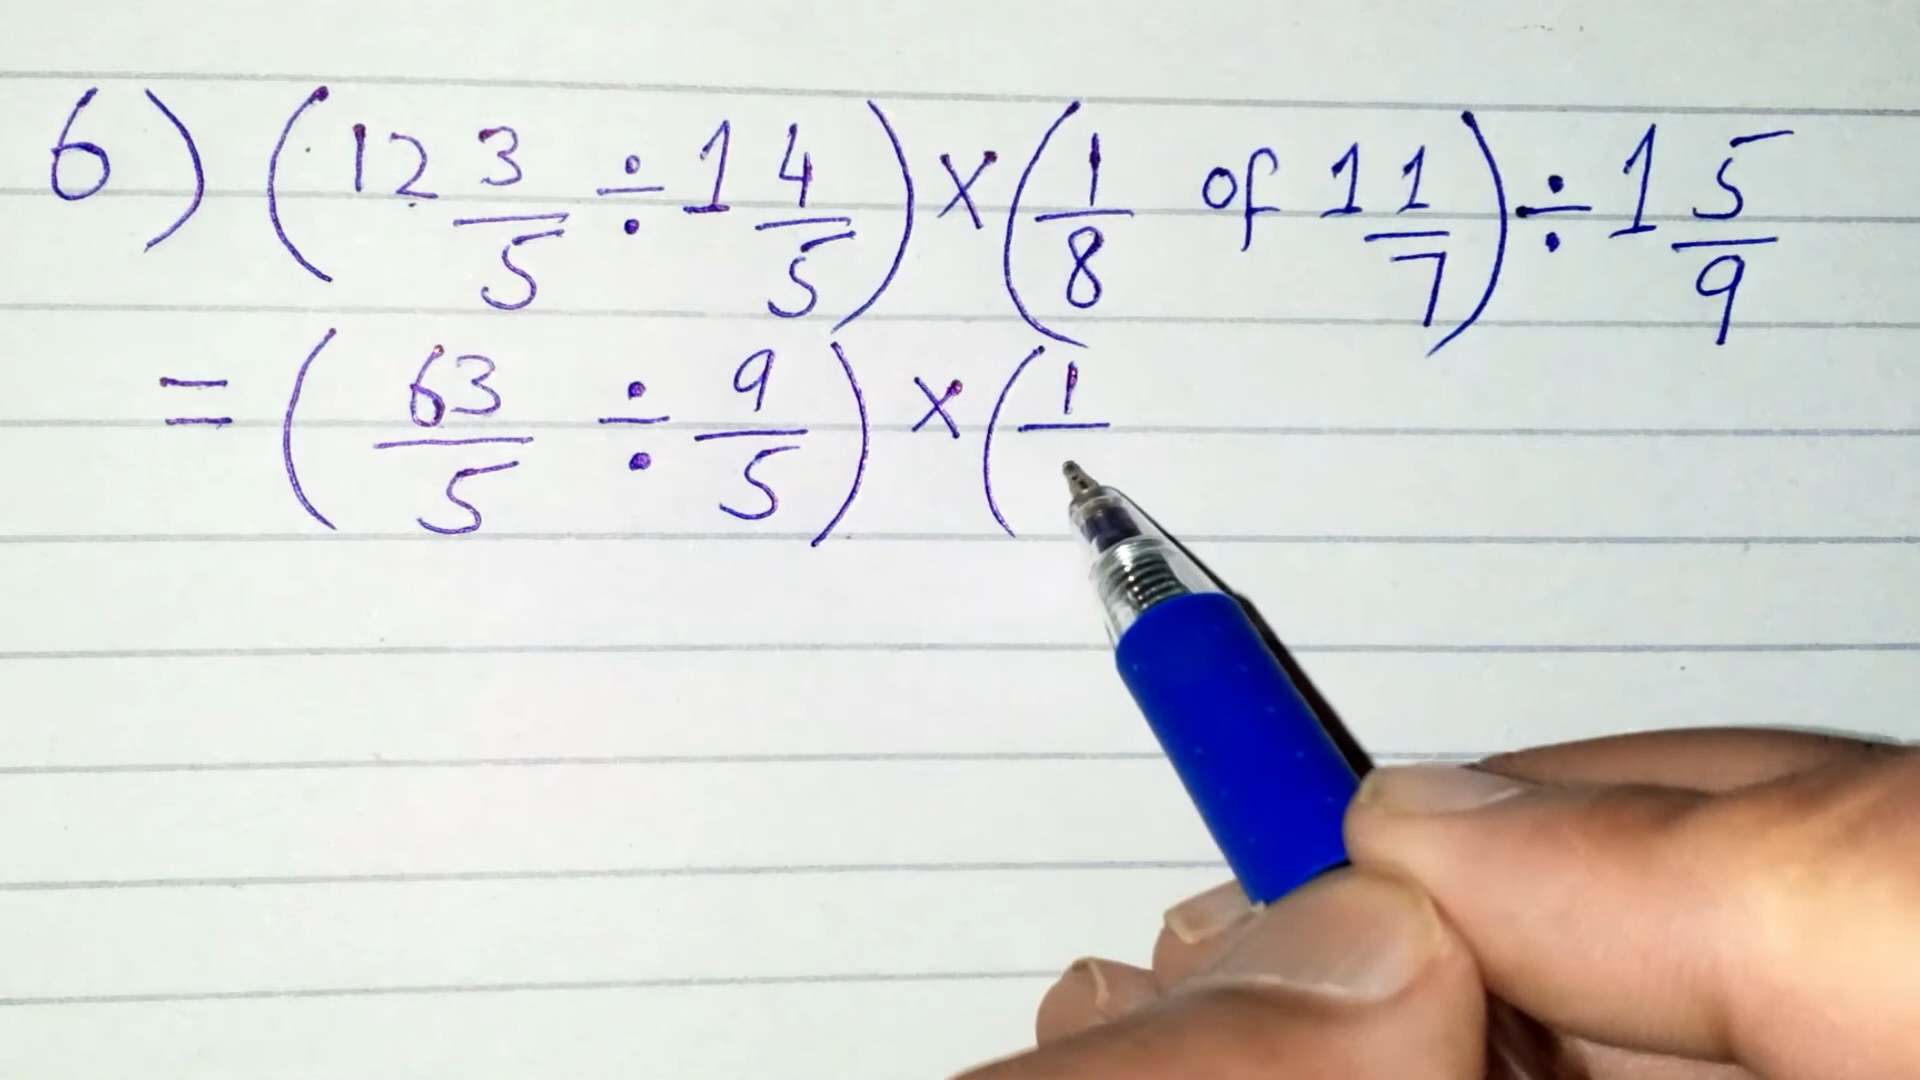 6) (12 3/5 ÷ 1 4/5) × (1/8 of 1 1/7) ÷ 1 5/9
= (63/5 ÷ 9/5) × (1/